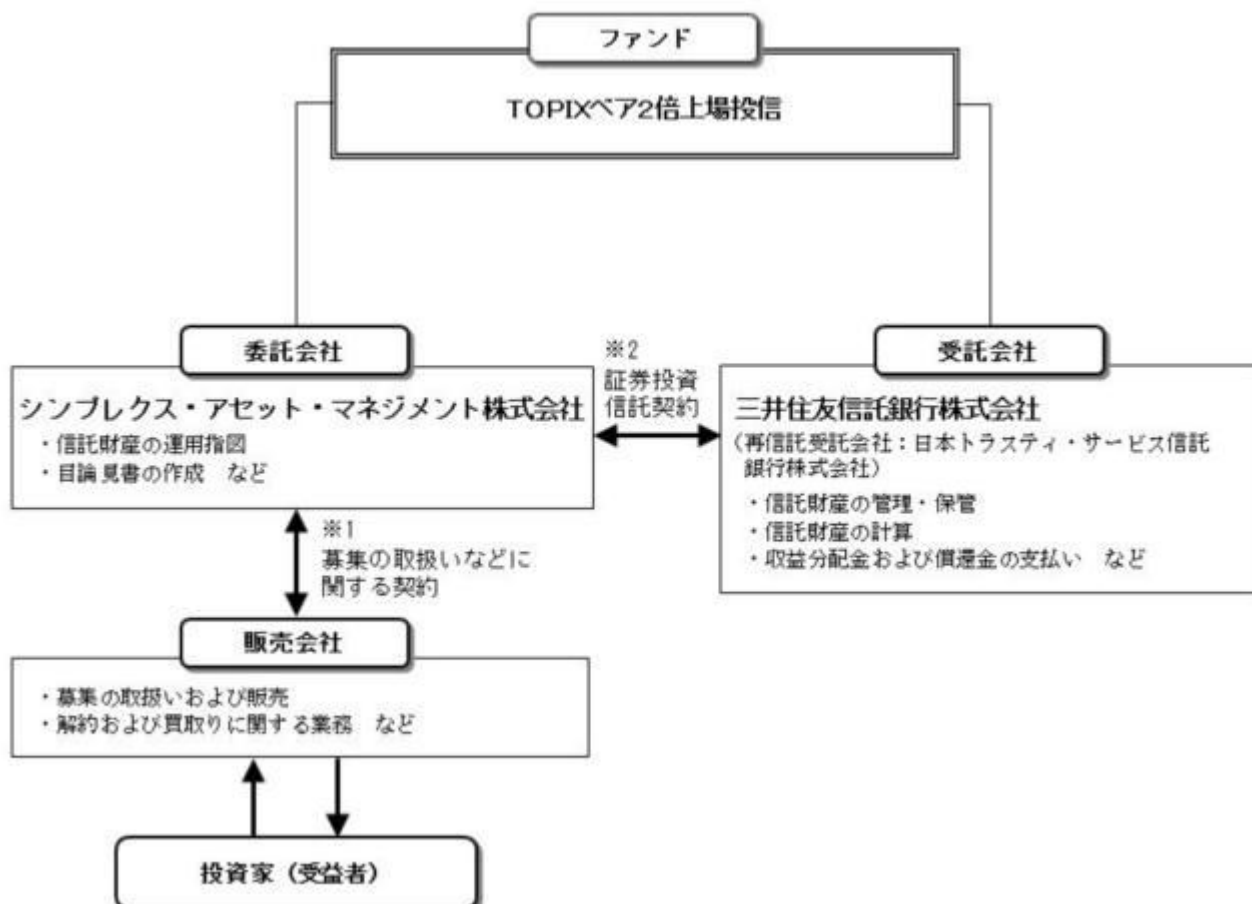 ファンド
TOPIXベア2倍上場投信
委託会社
シンプレクス・アセット・マネジメント株式会社
・信託財産の運用指図
・目論見書の作成 など
※2
証券投資
信託契約
受託会社
三井住友信託銀行株式会社
(再信託受託会社:日本トラスティ・サービス信託
銀行株式会社)
・信託財産の管理・保管
・信託財産の計算
・収益分配金および償還金の支払い など
※1
募集の取扱いなどに
関する契約
販売会社
・募集の取扱いおよび販売
・解約および買取りに関する業務 など
投資家(受益者)